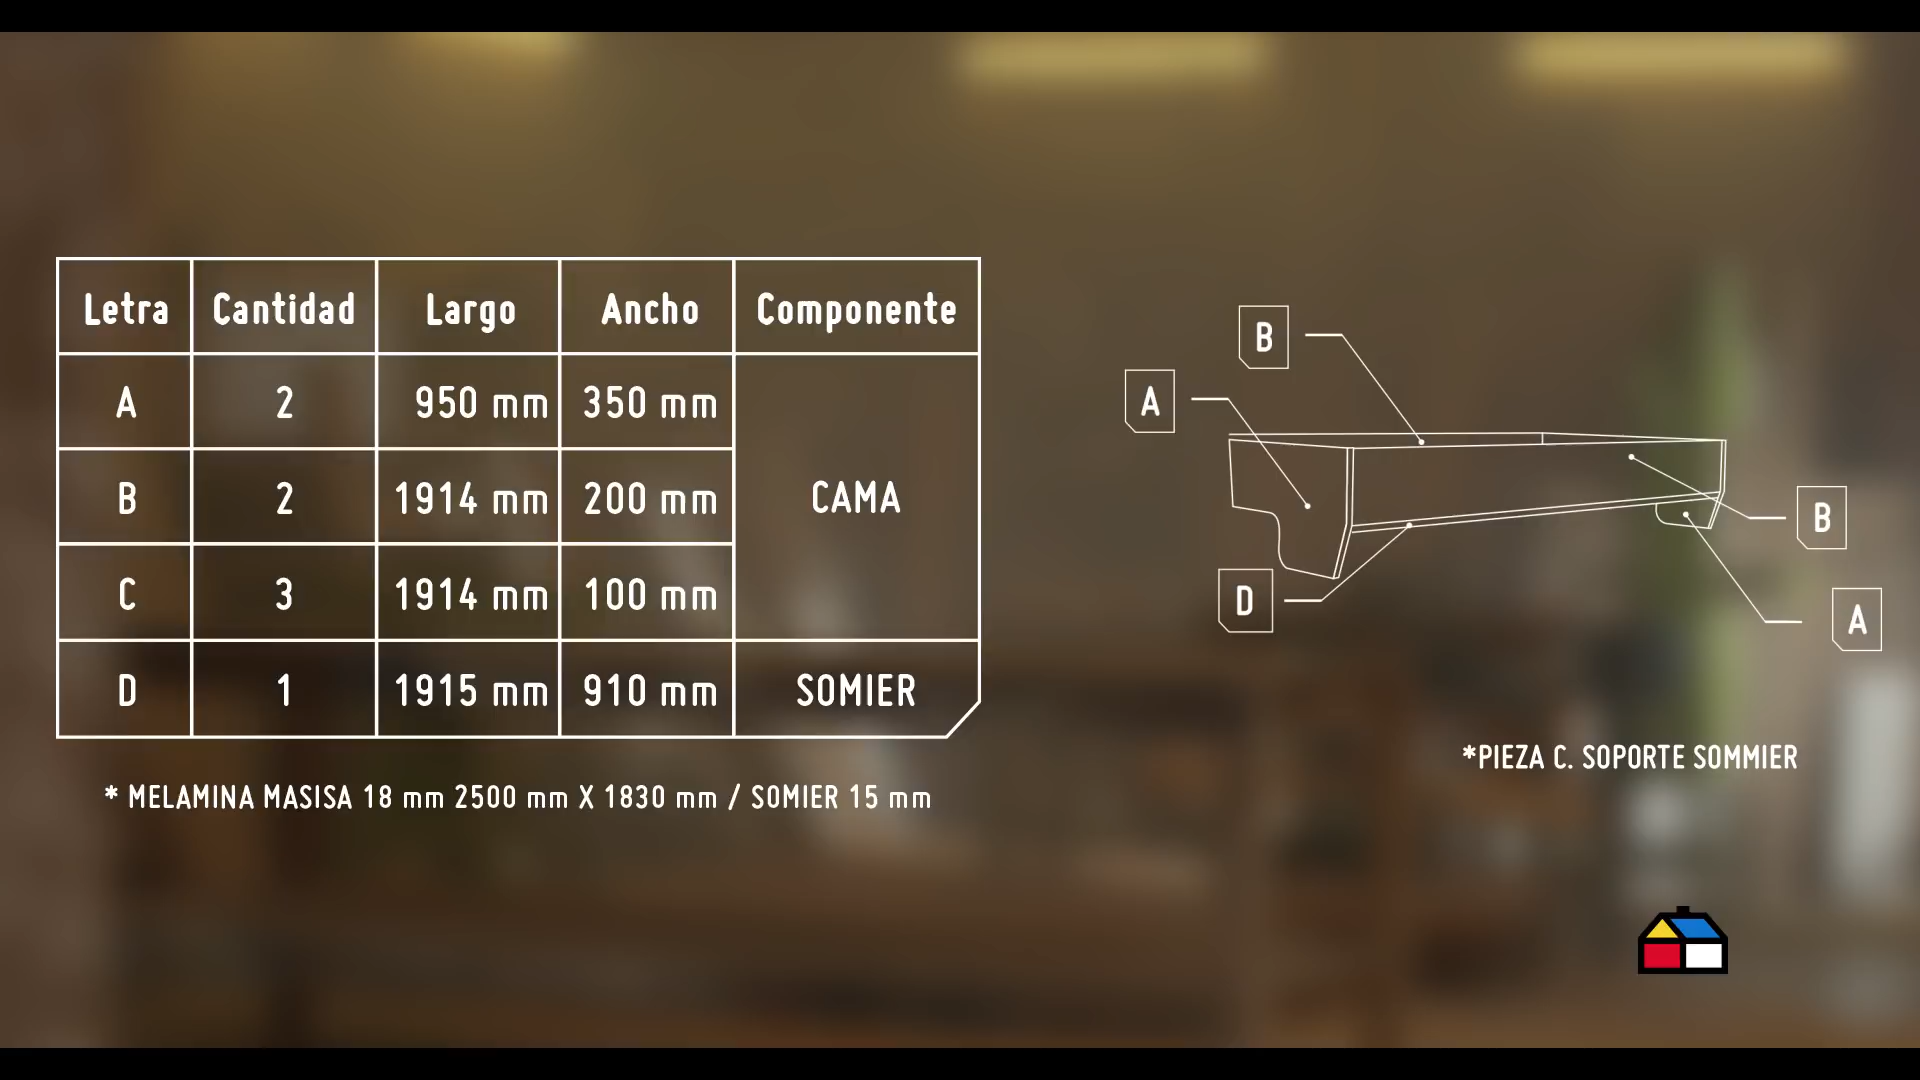 Letra Cantidad Largo Ancho Componente
A 2 950 mm 350 mm
B 2 1914 mm 200 mm CAMA
C 3 1914 mm 100 mm
D 1 1915 mm 910 mm SOMIER
* MELAMINA MASISA 18 mm 2500 mm X 1830 mm / SOMIER 15 mm
B
A
B
D
A
*PIEZA C. SOPORTE SOMMIER